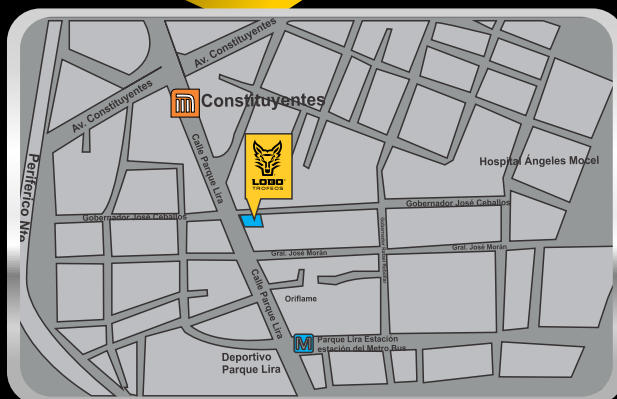 Av. Constituyentes
Av. Constituyentes
Constituyentes
Calle Parque Lira
LOBO
TROFEOS
Hospital Ángeles Mocel
Periferico Nte
Gobernador José Ceballos
Gobernador José Ceballos
Gral. José Morán
Gral. José Morán
Calle Parque Lira
Oriflame
Parque Lira Estación
estación del Metro Bus
Deportivo
Parque Lira